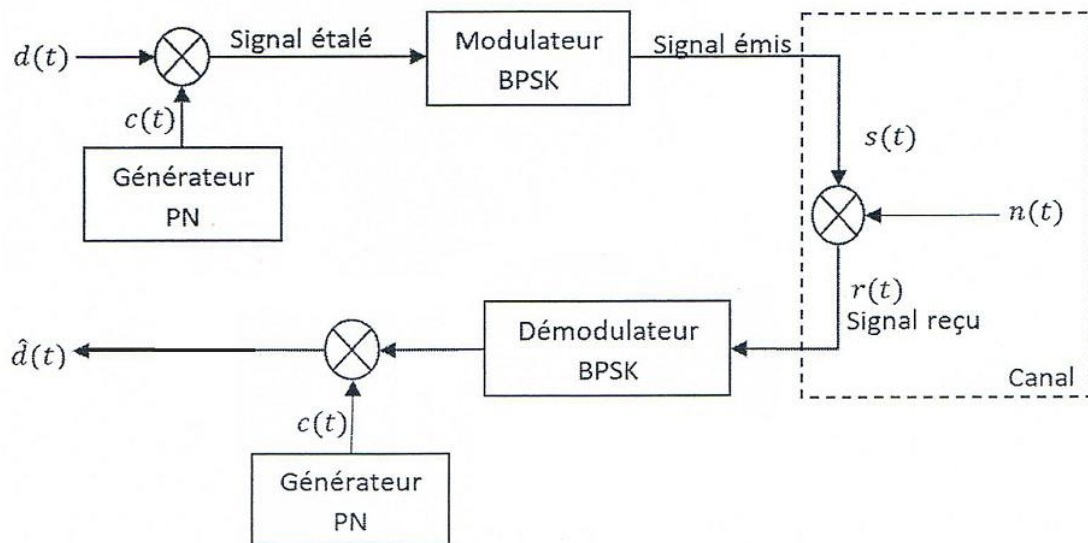 d(t)
Signal étalé
Modulateur
BPSK
Signal émis
c(t)
Générateur
PN
s(t)
n(t)
r(t)
Signal reçu
Canal
Démodulateur
BPSK
d̂(t)
c(t)
Générateur
PN